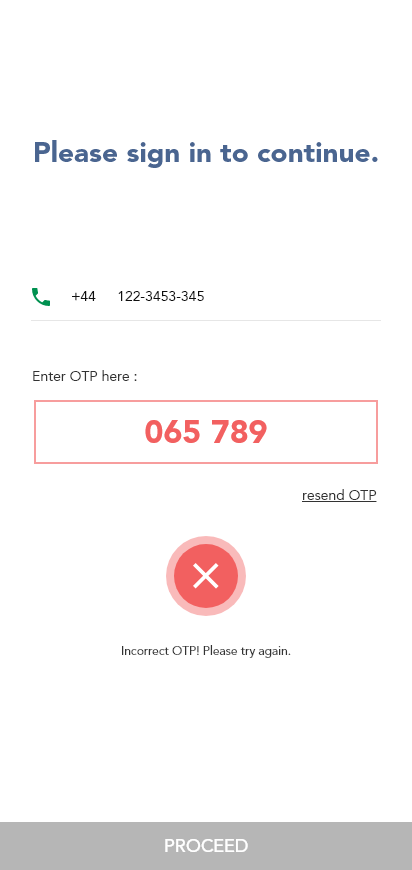 Please sign in to continue.
+44 122-3453-345
Enter OTP here :
065 789
resend OTP
Incorrect OTP! Please try again.
PROCEED